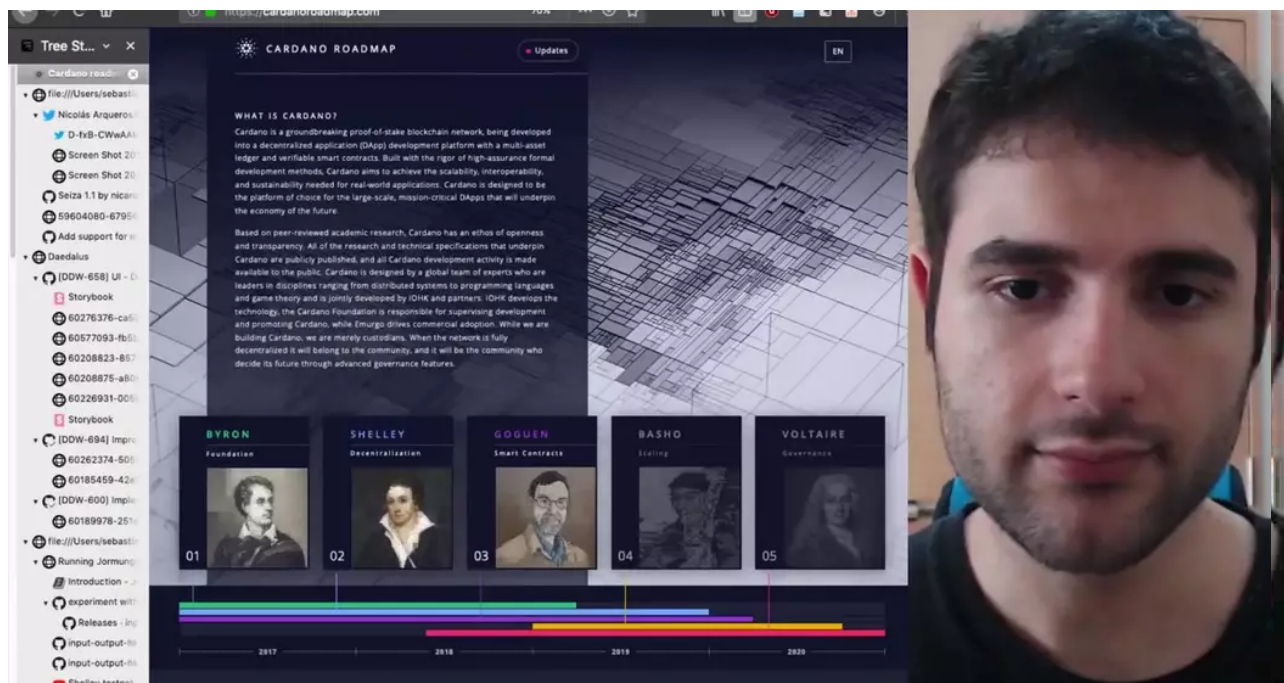 https://cardanoroadmap.com
70%
Tree St...
Cardano road
file:///Users/sebasti
Nicolás Arqueros
D-fxB-CWwAA
Screen Shot 20
Screen Shot 20
Seiza 1.1 by nicar
59604080-6795
Add support for
Daedalus
[DDW-658] UI -
Storybook
60276376-ca5
60577093-fb5
60208823-857
60208875-a80
60226931-005
Storybook
[DDW-694] Impr
60262374-505
60185459-42e
[DDW-600] Imple
60189978-251
file:///Users/sebasti
Running Jormung
Introduction -
experiment with
Releases - inp
input-output-h
input-output-h
Shelley testnet
CARDANO ROADMAP
Updates
EN
WHAT IS CARDANO?
Cardano is a groundbreaking proof-of-stake blockchain network, being developed
into a decentralized application (DApp) development platform with a multi-asset
ledger and verifiable smart contracts. Built with the rigor of high-assurance formal
development methods, Cardano aims to achieve the scalability, interoperability,
and sustainability needed for real-world applications. Cardano is designed to be
the platform of choice for the large-scale, mission-critical DApps that will underpin
the economy of the future.
Based on peer-reviewed academic research, Cardano has an ethos of openness
and transparency. All of the research and technical specifications that underpin
Cardano are publicly published, and all Cardano development activity is made
available to the public. Cardano is designed by a global team of experts who are
leaders in disciplines ranging from distributed systems to programming languages
and game theory and is jointly developed by IOHK and partners. IOHK develops the
technology, the Cardano Foundation is responsible for supervising development
and promoting Cardano, while Emurgo drives commercial adoption. While we are
building Cardano, we are merely custodians. When the network is fully
decentralized it will belong to the community, and it will be the community who
decide its future through advanced governance features.
BYRON
Foundation
01
SHELLEY
Decentralization
02
GOGUEN
Smart Contracts
03
BASHO
Scaling
04
VOLTAIRE
Governance
05
2017
2018
2019
2020